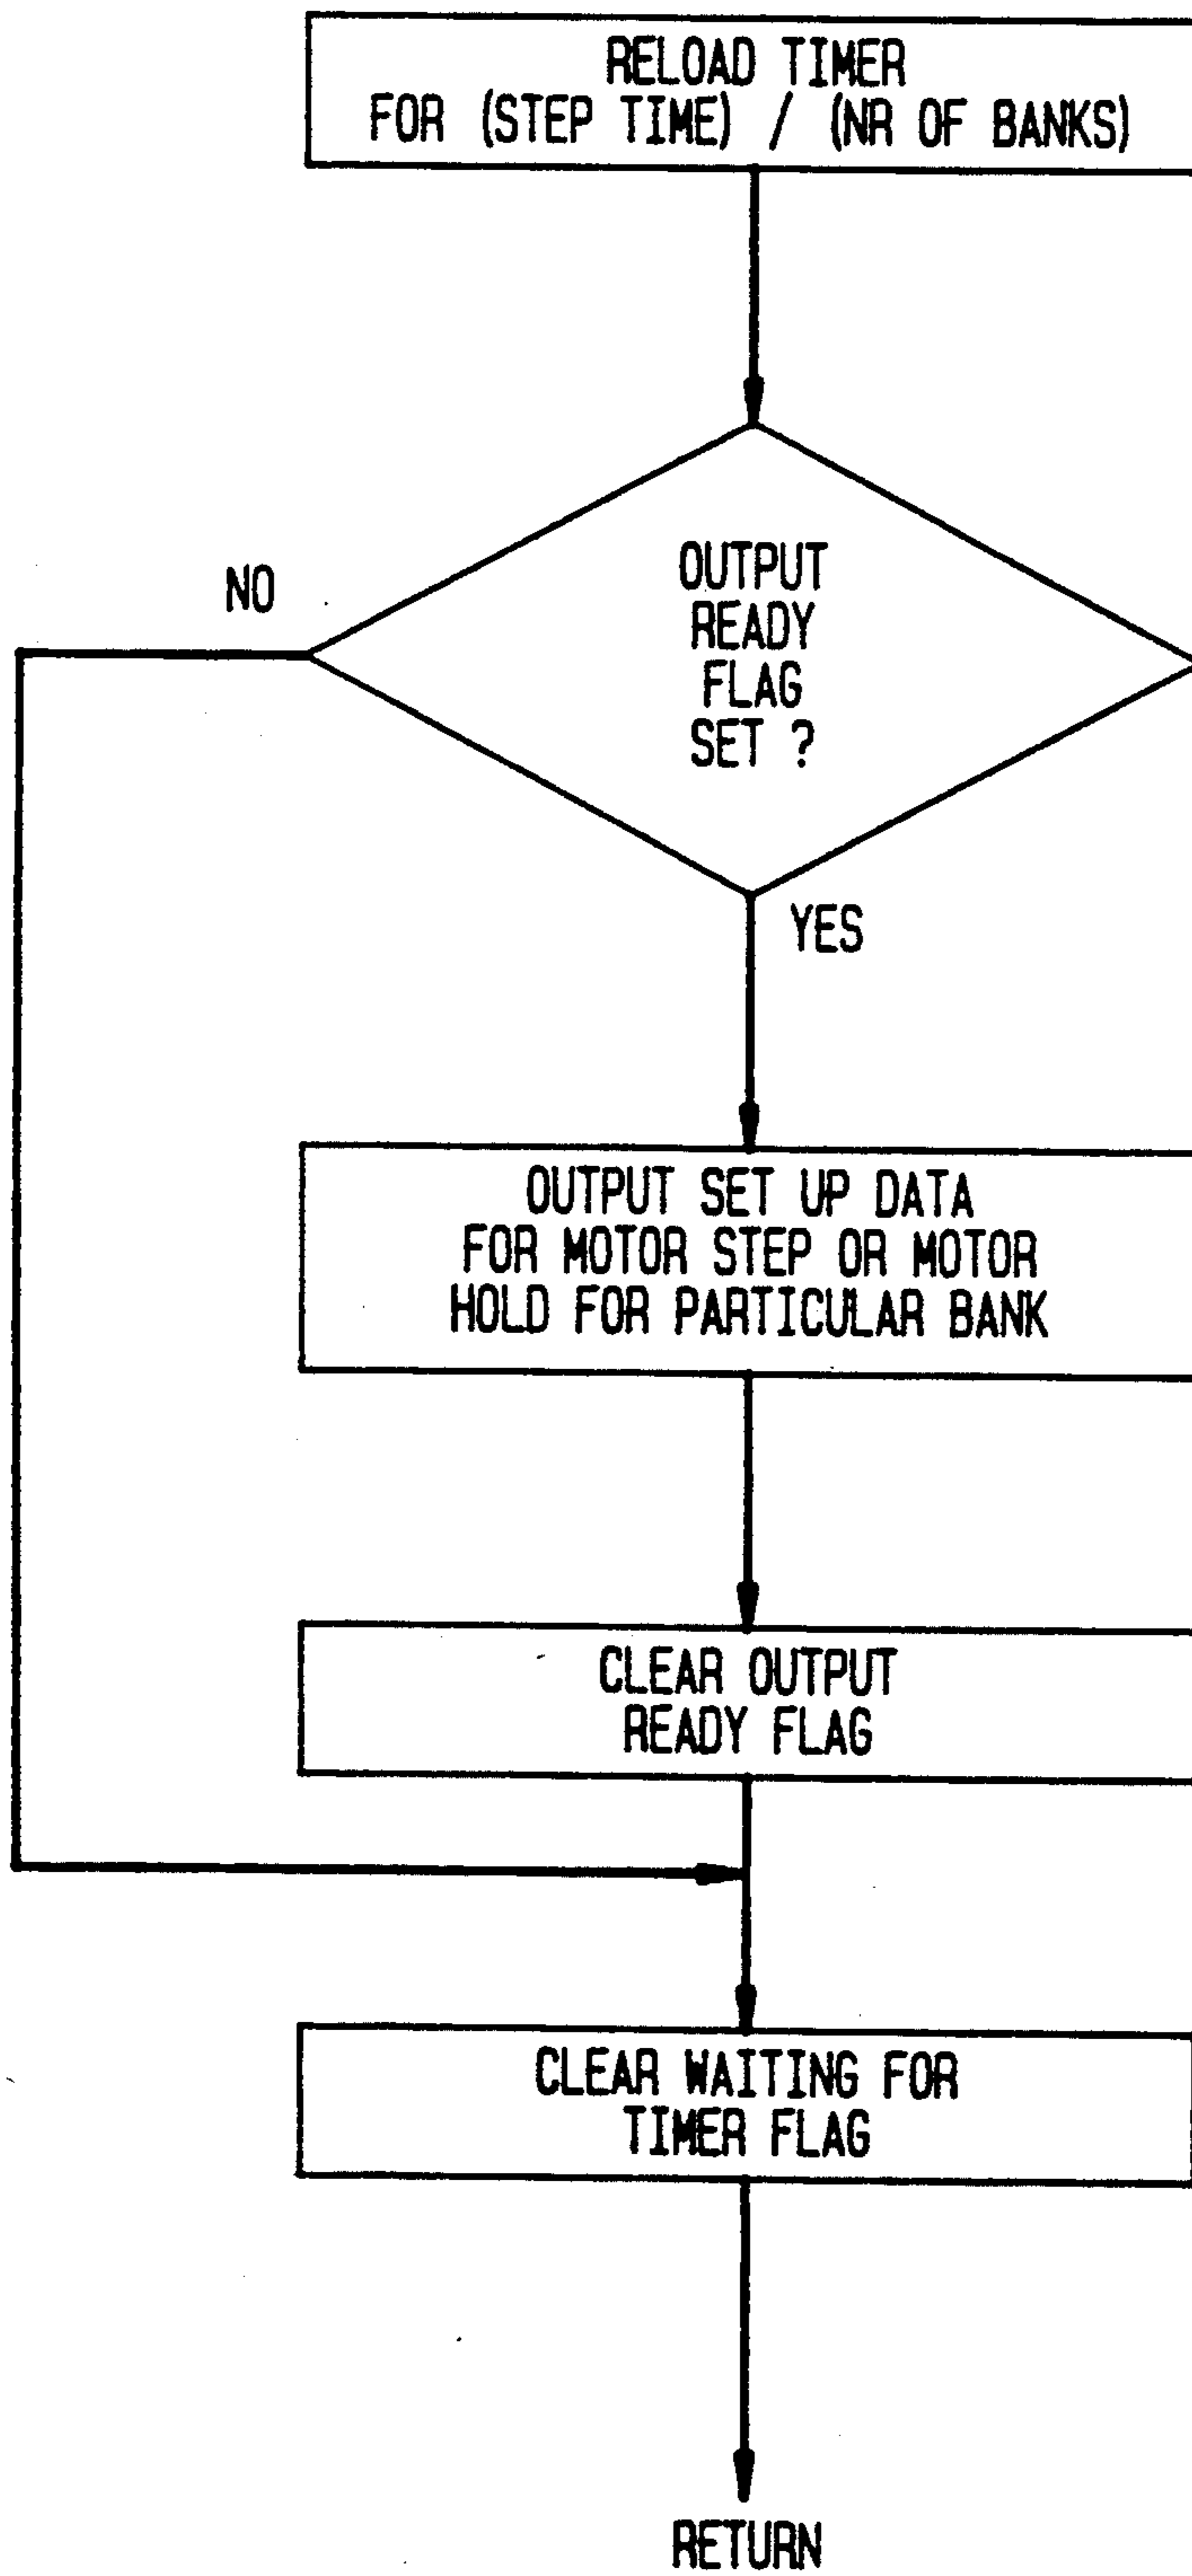 RELOAD TIMER
FOR (STEP TIME) / (NR OF BANKS)
OUTPUT
READY
FLAG
SET ?
NO
YES
OUTPUT SET UP DATA
FOR MOTOR STEP OR MOTOR
HOLD FOR PARTICULAR BANK
CLEAR OUTPUT
READY FLAG
CLEAR WAITING FOR
TIMER FLAG
RETURN